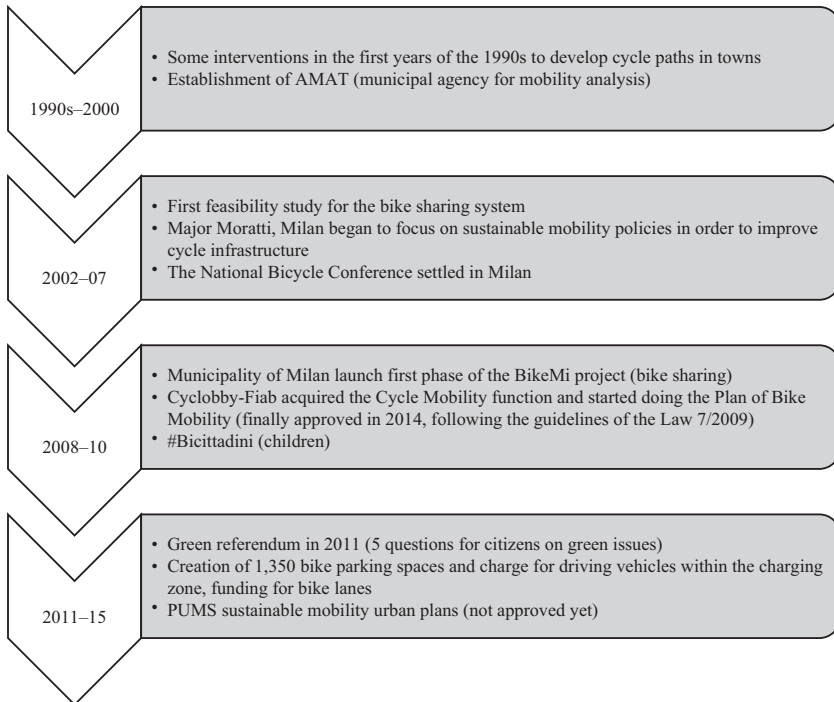 1990s–2000
• Some interventions in the first years of the 1990s to develop cycle paths in towns
• Establishment of AMAT (municipal agency for mobility analysis)
2002–07
• First feasibility study for the bike sharing system
• Major Moratti, Milan began to focus on sustainable mobility policies in order to improve
cycle infrastructure
• The National Bicycle Conference settled in Milan
2008–10
• Municipality of Milan launch first phase of the BikeMi project (bike sharing)
• Cyclobby-Fiab acquired the Cycle Mobility function and started doing the Plan of Bike
Mobility (finally approved in 2014, following the guidelines of the Law 7/2009)
• #Bicittadini (children)
2011–15
• Green referendum in 2011 (5 questions for citizens on green issues)
• Creation of 1,350 bike parking spaces and charge for driving vehicles within the charging
zone, funding for bike lanes
• PUMS sustainable mobility urban plans (not approved yet)